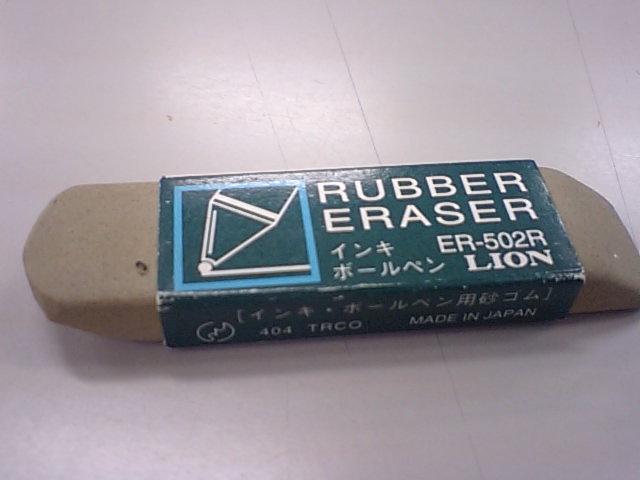 RUBBER
ERASER
インキ
ボールペン
ER-502R
LION
[インキ・ボールペン用砂ゴム]
404 TRCO
MADE IN JAPAN